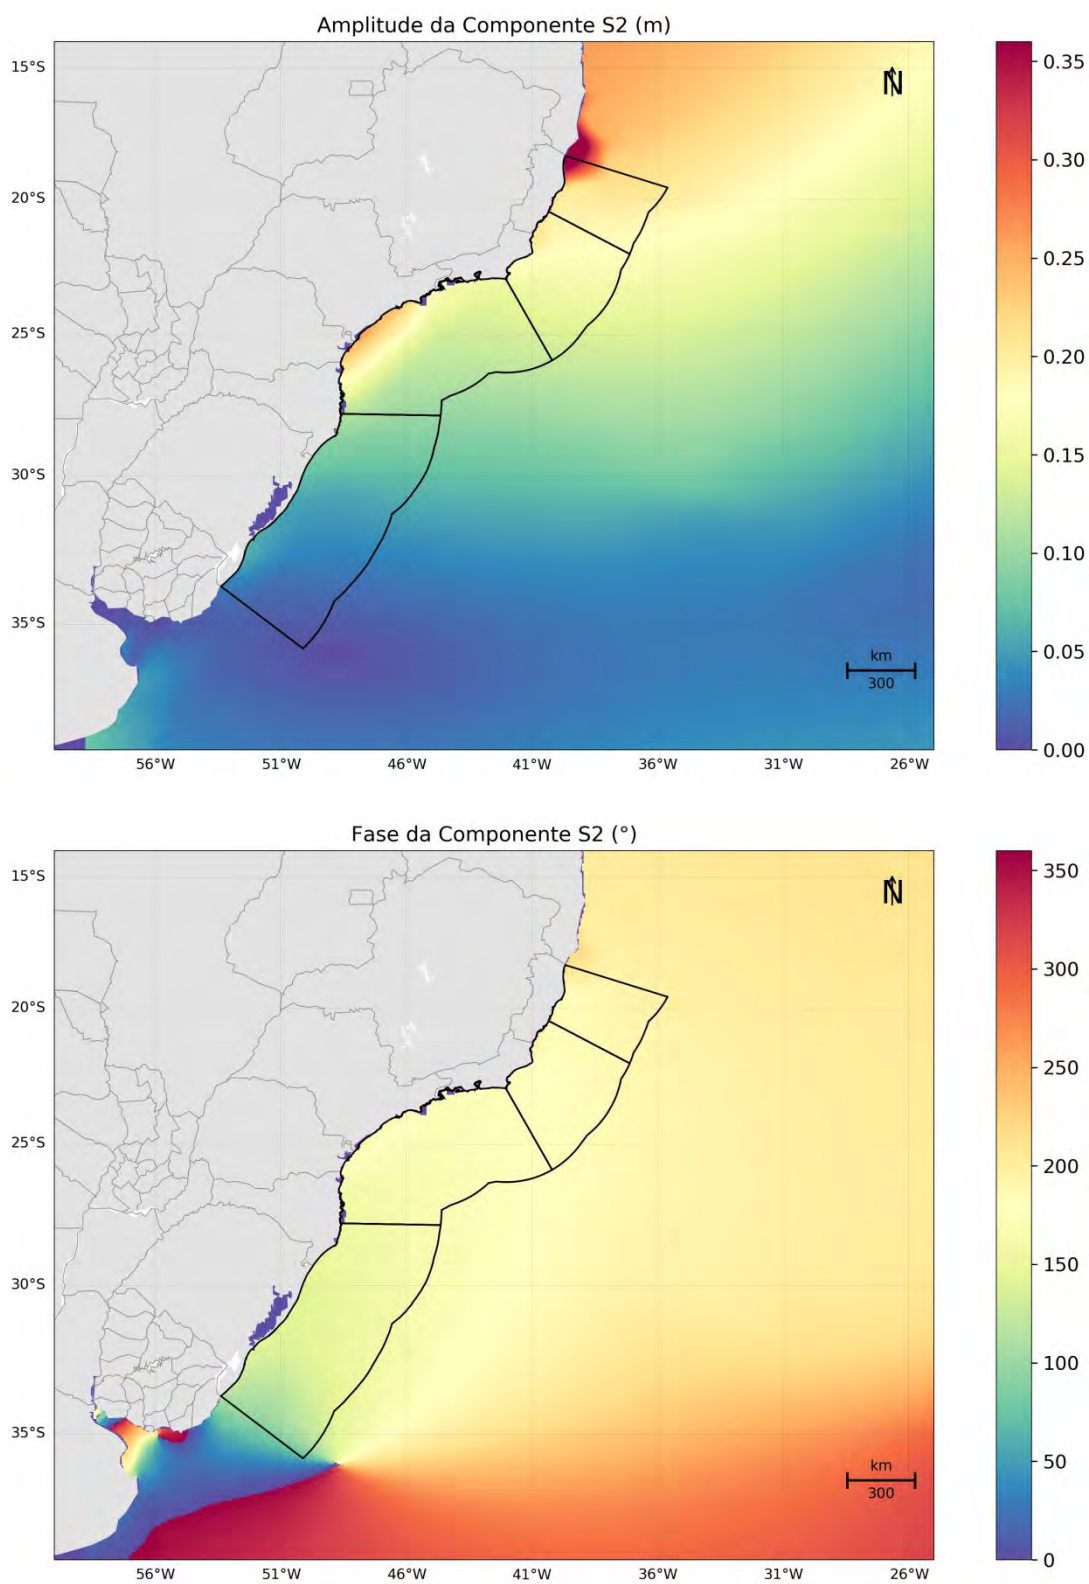 Amplitude da Componente S2 (m)
15°S
20°S
25°S
30°S
35°S
N
km
300
56°W
51°W
46°W
41°W
36°W
31°W
26°W
0.35
0.30
0.25
0.20
0.15
0.10
0.05
0.00
Fase da Componente S2 (°)
15°S
20°S
25°S
30°S
35°S
N
km
300
56°W
51°W
46°W
41°W
36°W
31°W
26°W
350
300
250
200
150
100
50
0